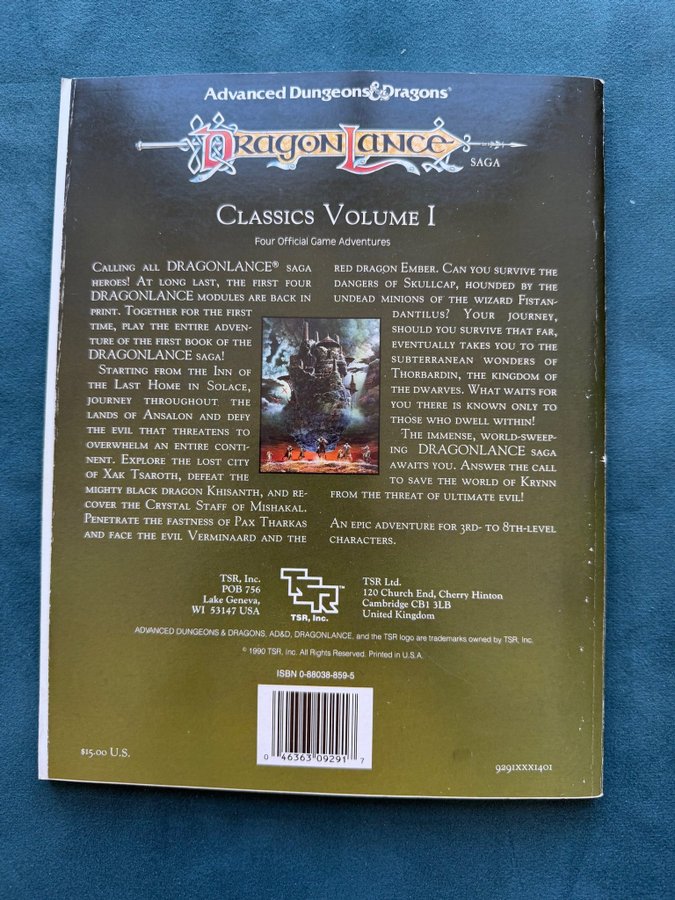 Advanced Dungeons&Dragons®
DRAGONLANCE
SAGA
CLASSICS VOLUME I
Four Official Game Adventures
CALLING ALL DRAGONLANCE® SAGA
HEROES! AT LONG LAST, THE FIRST FOUR
DRAGONLANCE MODULES ARE BACK IN
PRINT. TOGETHER FOR THE FIRST
TIME, PLAY THE ENTIRE ADVEN-
TURE OF THE FIRST BOOK OF THE
DRAGONLANCE SAGA!
STARTING FROM THE INN OF
THE LAST HOME IN SOLACE,
JOURNEY THROUGHOUT THE
LANDS OF ANSALON AND DEFY
THE EVIL THAT THREATENS TO
OVERWHELM AN ENTIRE CONTI-
NENT. EXPLORE THE LOST CITY
OF XAK TSAROTH, DEFEAT THE
MIGHTY BLACK DRAGON KHISANTH, AND RE-
COVER THE CRYSTAL STAFF OF MISHAKAL.
PENETRATE THE FASTNESS OF PAX THARKAS
AND FACE THE EVIL VERMINAARD AND THE
RED DRAGON EMBER. CAN YOU SURVIVE THE
DANGERS OF SKULLCAP, HOUNDED BY THE
UNDEAD MINIONS OF THE WIZARD FISTAN-
DANTILUS? YOUR JOURNEY,
SHOULD YOU SURVIVE THAT FAR,
EVENTUALLY TAKES YOU TO THE
SUBTERRANEAN WONDERS OF
THORBARDIN, THE KINGDOM OF
THE DWARVES. WHAT WAITS FOR
YOU THERE IS KNOWN ONLY TO
THOSE WHO DWELL WITHIN!
THE IMMENSE, WORLD-SWEEP-
ING DRAGONLANCE SAGA
AWAITS YOU. ANSWER THE CALL
TO SAVE THE WORLD OF KRYNN
FROM THE THREAT OF ULTIMATE EVIL!
AN EPIC ADVENTURE FOR 3RD- TO 8TH-LEVEL
CHARACTERS.
TSR, Inc.
POB 756
Lake Geneva,
WI 53147 USA
TSR™
TSR, Inc.
TSR Ltd.
120 Church End, Cherry Hinton
Cambridge CB1 3LB
United Kingdom
ADVANCED DUNGEONS & DRAGONS, AD&D, DRAGONLANCE, and the TSR logo are trademarks owned by TSR, Inc.
© 1990 TSR, Inc. All Rights Reserved. Printed in U.S.A.
ISBN 0-88038-859-5
0 46363 09291 7
$15.00 U.S.
9291XXX1401